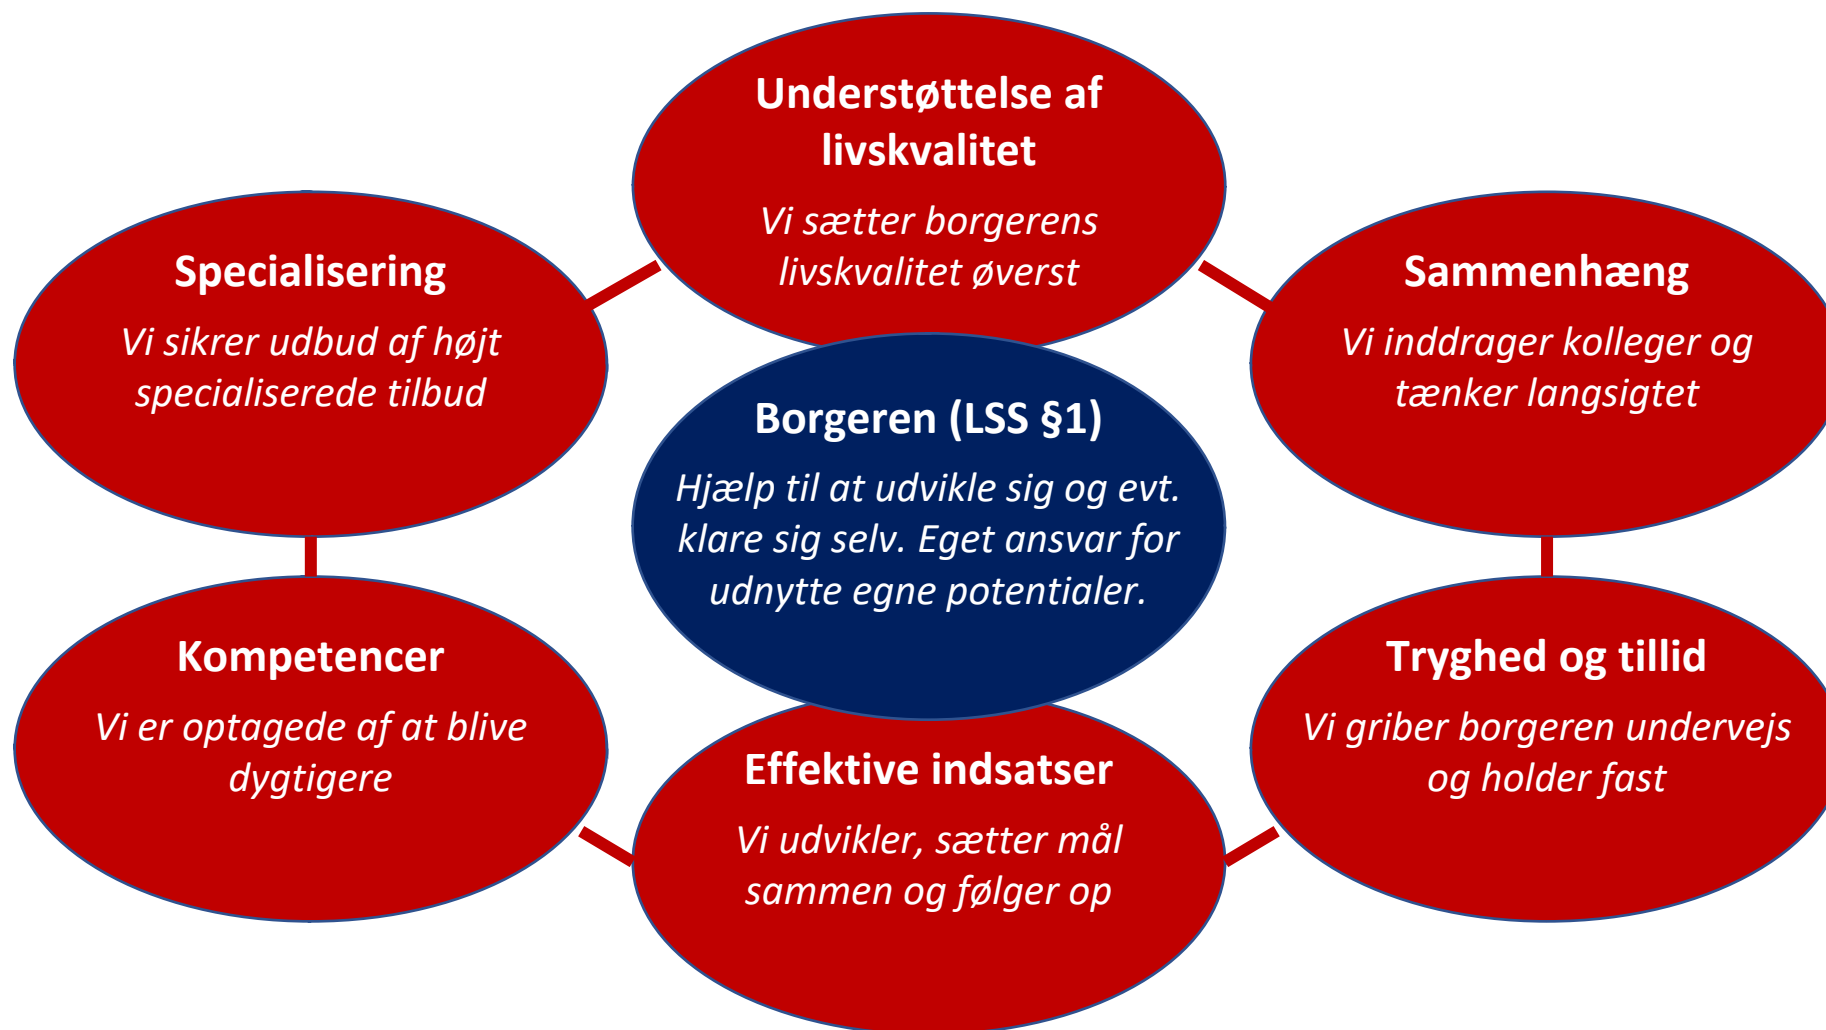 Understøttelse af
livskvalitet
Vi sætter borgerens
livskvalitet øverst
Specialisering
Vi sikrer udbud af højt
specialiserede tilbud
Sammenhæng
Vi inddrager kolleger og
tænker langsigtet
Borgeren (LSS §1)
Hjælp til at udvikle sig og evt.
klare sig selv. Eget ansvar for
udnytte egne potentialer.
Kompetencer
Vi er optagede af at blive
dygtigere
Tryghed og tillid
Vi griber borgeren undervejs
og holder fast
Effektive indsatser
Vi udvikler, sætter mål
sammen og følger op